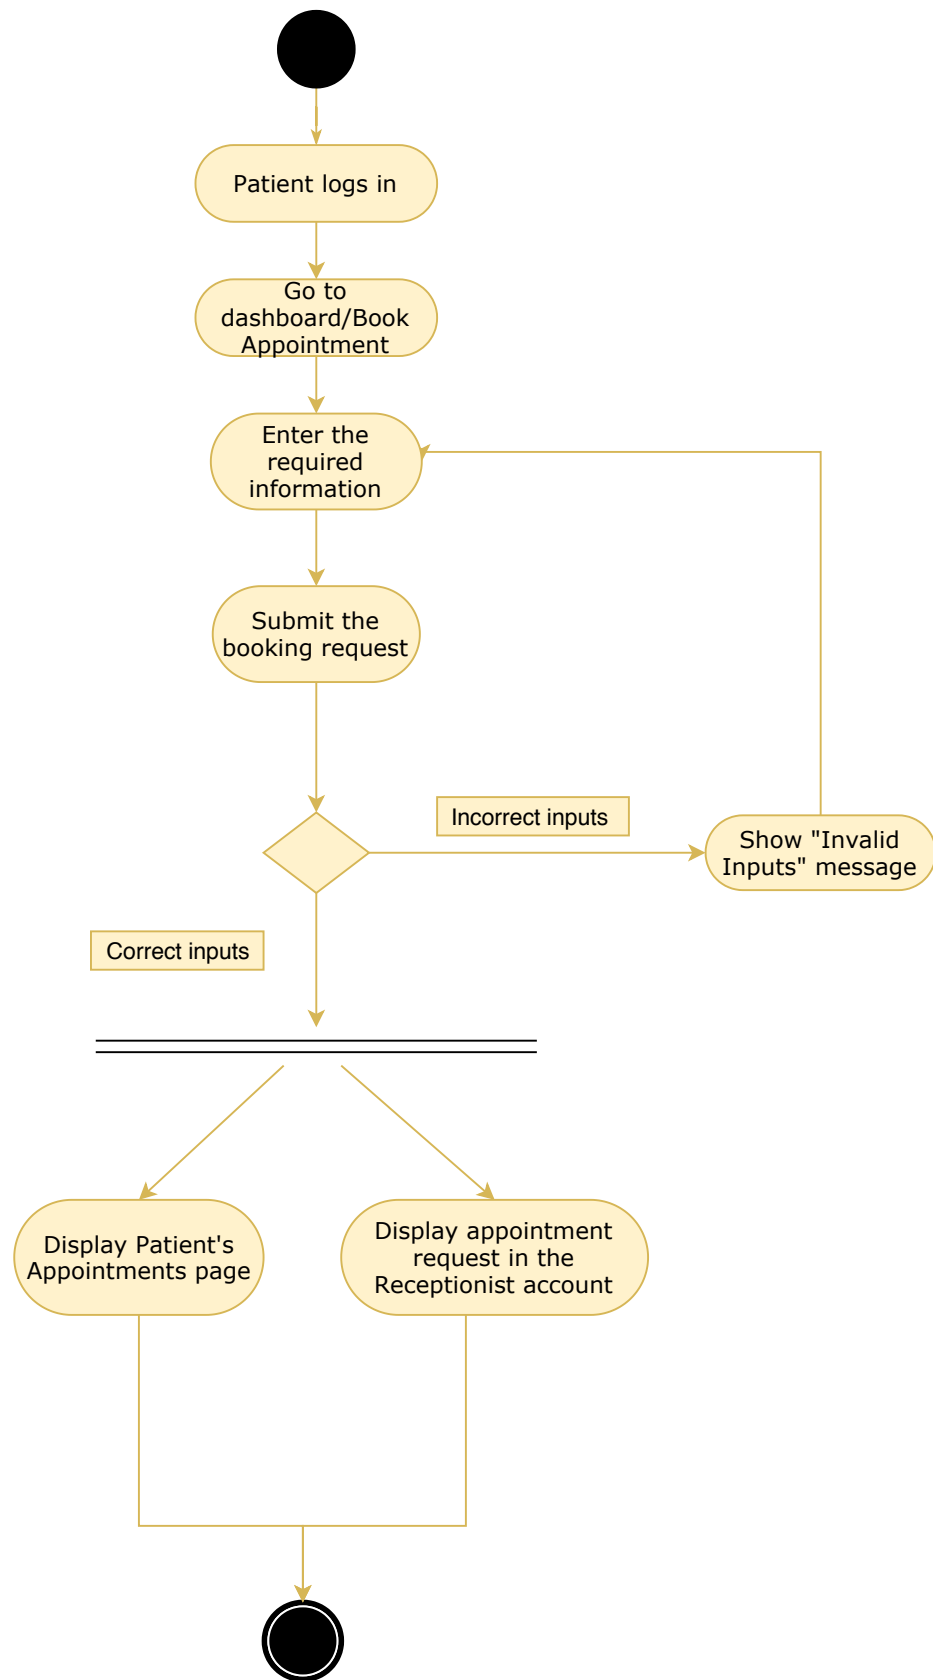 Patient logs in
Go to
dashboard/Book
Appointment
Enter the
required
information
Submit the
booking request
Incorrect inputs
Show "Invalid
Inputs" message
Correct inputs
Display Patient's
Appointments page
Display appointment
request in the
Receptionist account